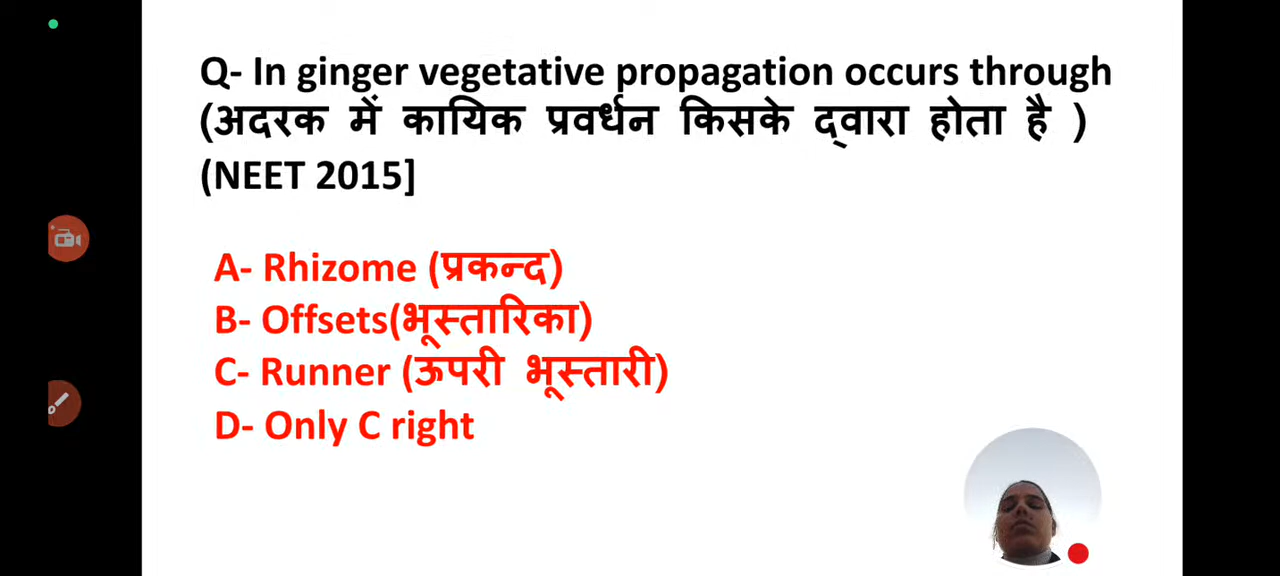 Q- In ginger vegetative propagation occurs through
(अदरक में कायिक प्रवर्धन किसके द्वारा होता है )
(NEET 2015]
A- Rhizome (प्रकन्द)
B- Offsets(भूस्तारिका)
C- Runner (ऊपरी भूस्तारी)
D- Only C right